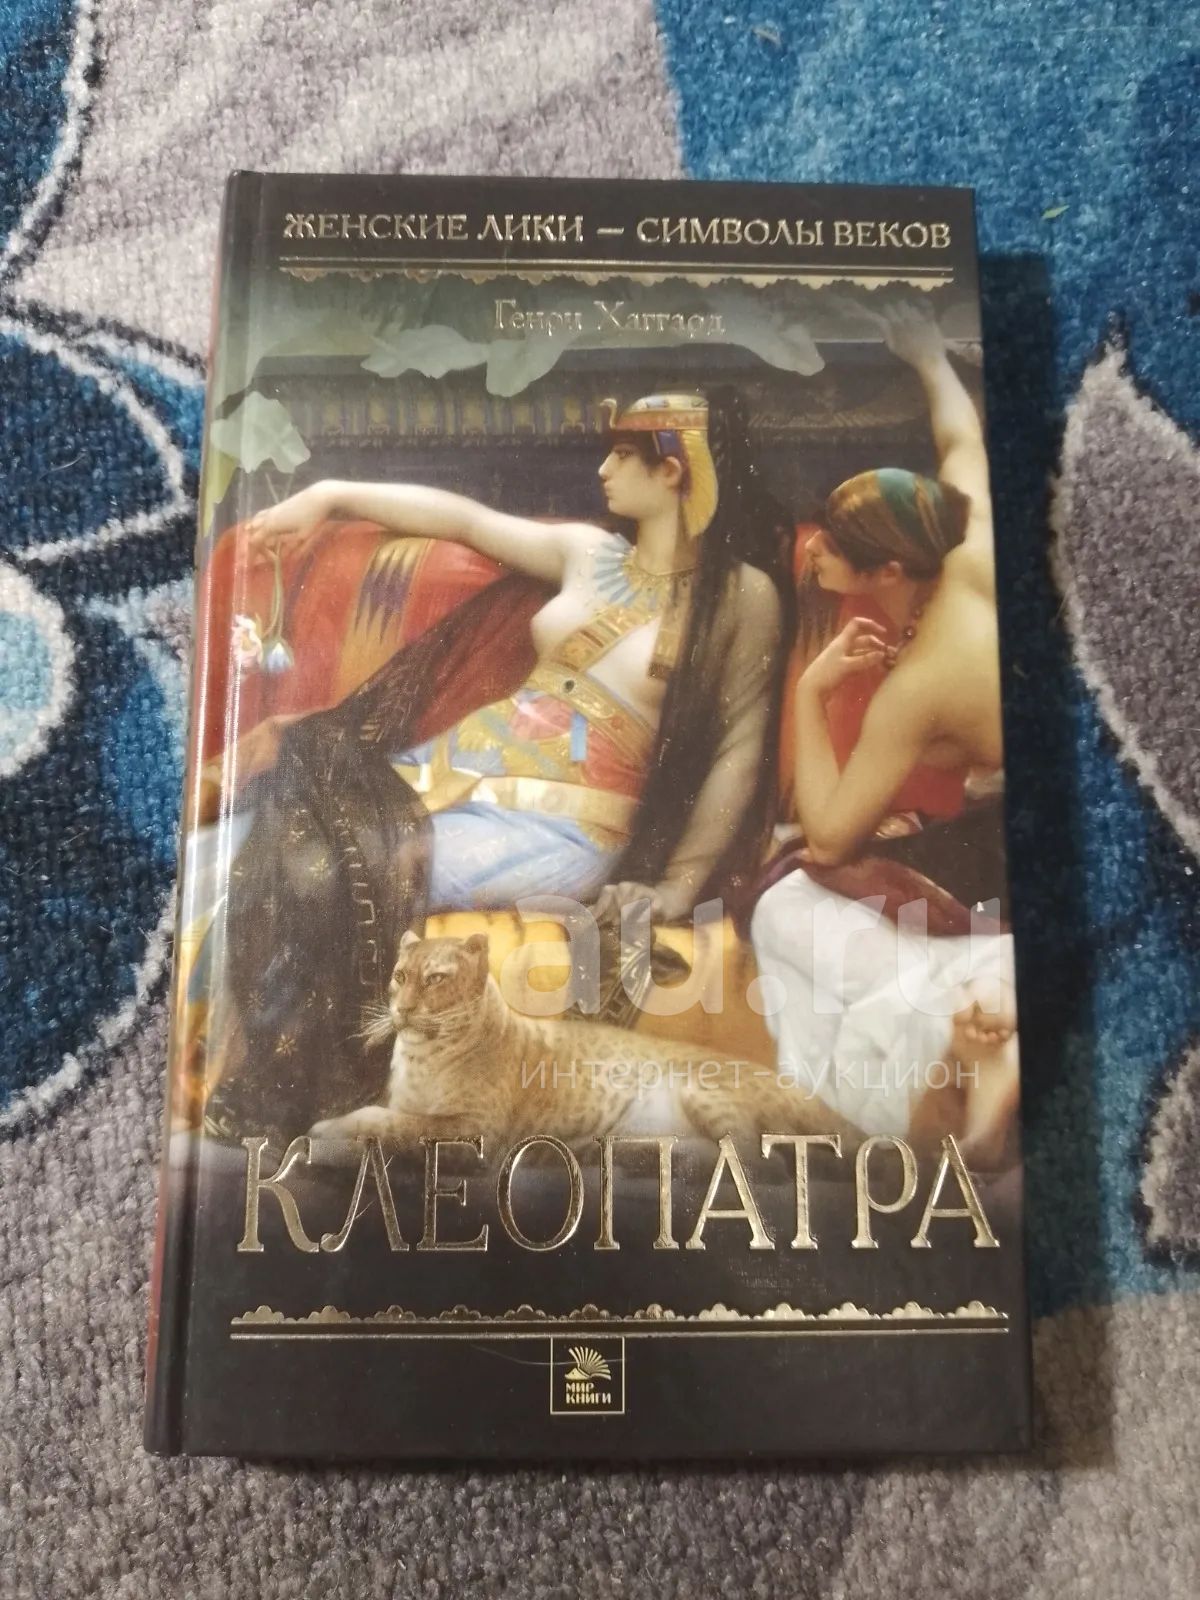 ЖЕНСКИЕ ЛИКИ – СИМВОЛЫ ВЕКОВ
Генри Хаггард
au.ru
интернет-аукцион
КЛЕОПАТРА
МИР
КНИГИ